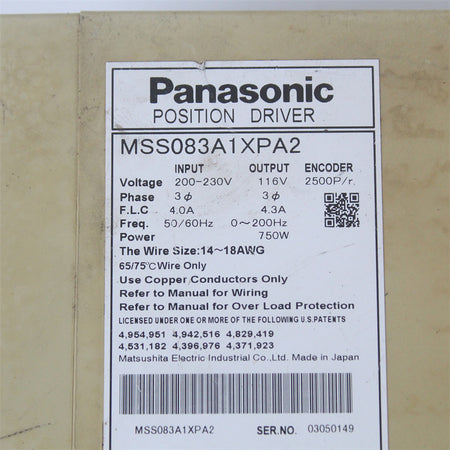 Panasonic
POSITION DRIVER
MSS083A1XPA2
INPUT OUTPUT ENCODER
Voltage 200-230V 116V 2500P/r.
Phase 3φ 3φ
F.L.C 4.0A 4.3A
Freq. 50/60Hz 0~200Hz
Power 750W
The Wire Size:14~18AWG
65/75℃ Wire Only
Use Copper Conductors Only
Refer to Manual for Wiring
Refer to Manual for Over Load Protection
LICENSED UNDER ONE OR MORE OF THE FOLLOWING U.S.PATENTS
4,954,951 4,942,516 4,829,419
4,531,182 4,396,976 4,371,923
Matsushita Electric Industrial Co.,Ltd. Made in Japan
MSS083A1XPA2 SER.NO. 03050149